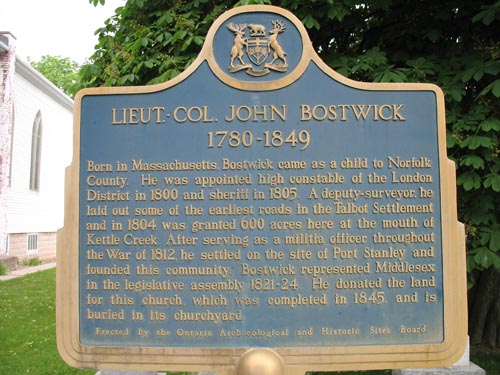 LIEUT.-COL. JOHN BOSTWICK
1780-1849
Born in Massachusetts, Bostwick came as a child to Norfolk
County. He was appointed high constable of the London
District in 1800 and sheriff in 1805. A deputy-surveyor, he
laid out some of the earliest roads in the Talbot Settlement
and in 1804 was granted 600 acres here at the mouth of
Kettle Creek. After serving as a militia officer throughout
the War of 1812, he settled on the site of Port Stanley and
founded this community. Bostwick represented Middlesex
in the legislative assembly 1821-24. He donated the land
for this church, which was completed in 1845, and is
buried in its churchyard.
Erected by the Ontario Archaeological and Historic Sites Board.